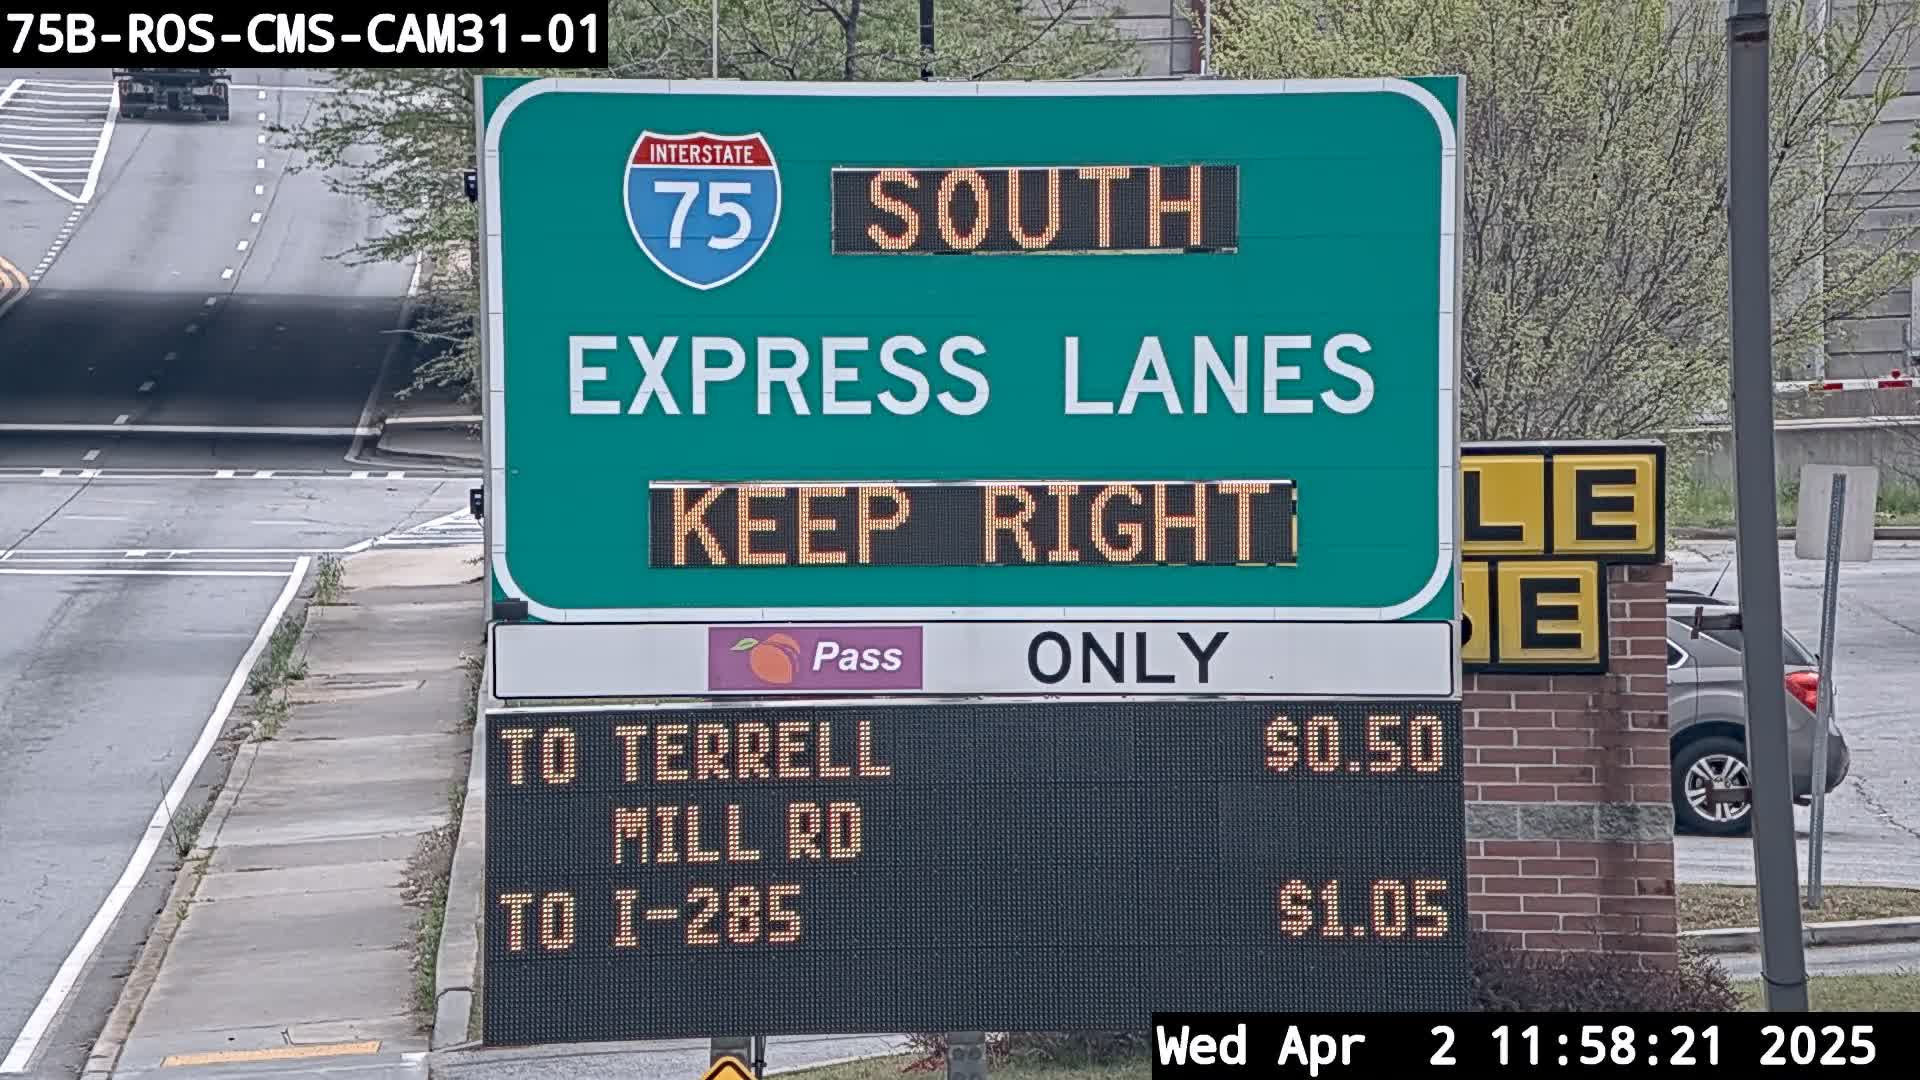 75B-ROS-CMS-CAM31-01
INTERSTATE
75
SOUTH
EXPRESS LANES
KEEP RIGHT
Pass ONLY
TO TERRELL $0.50
MILL RD
TO I-285 $1.05
LE
E
Wed Apr 2 11:58:21 2025